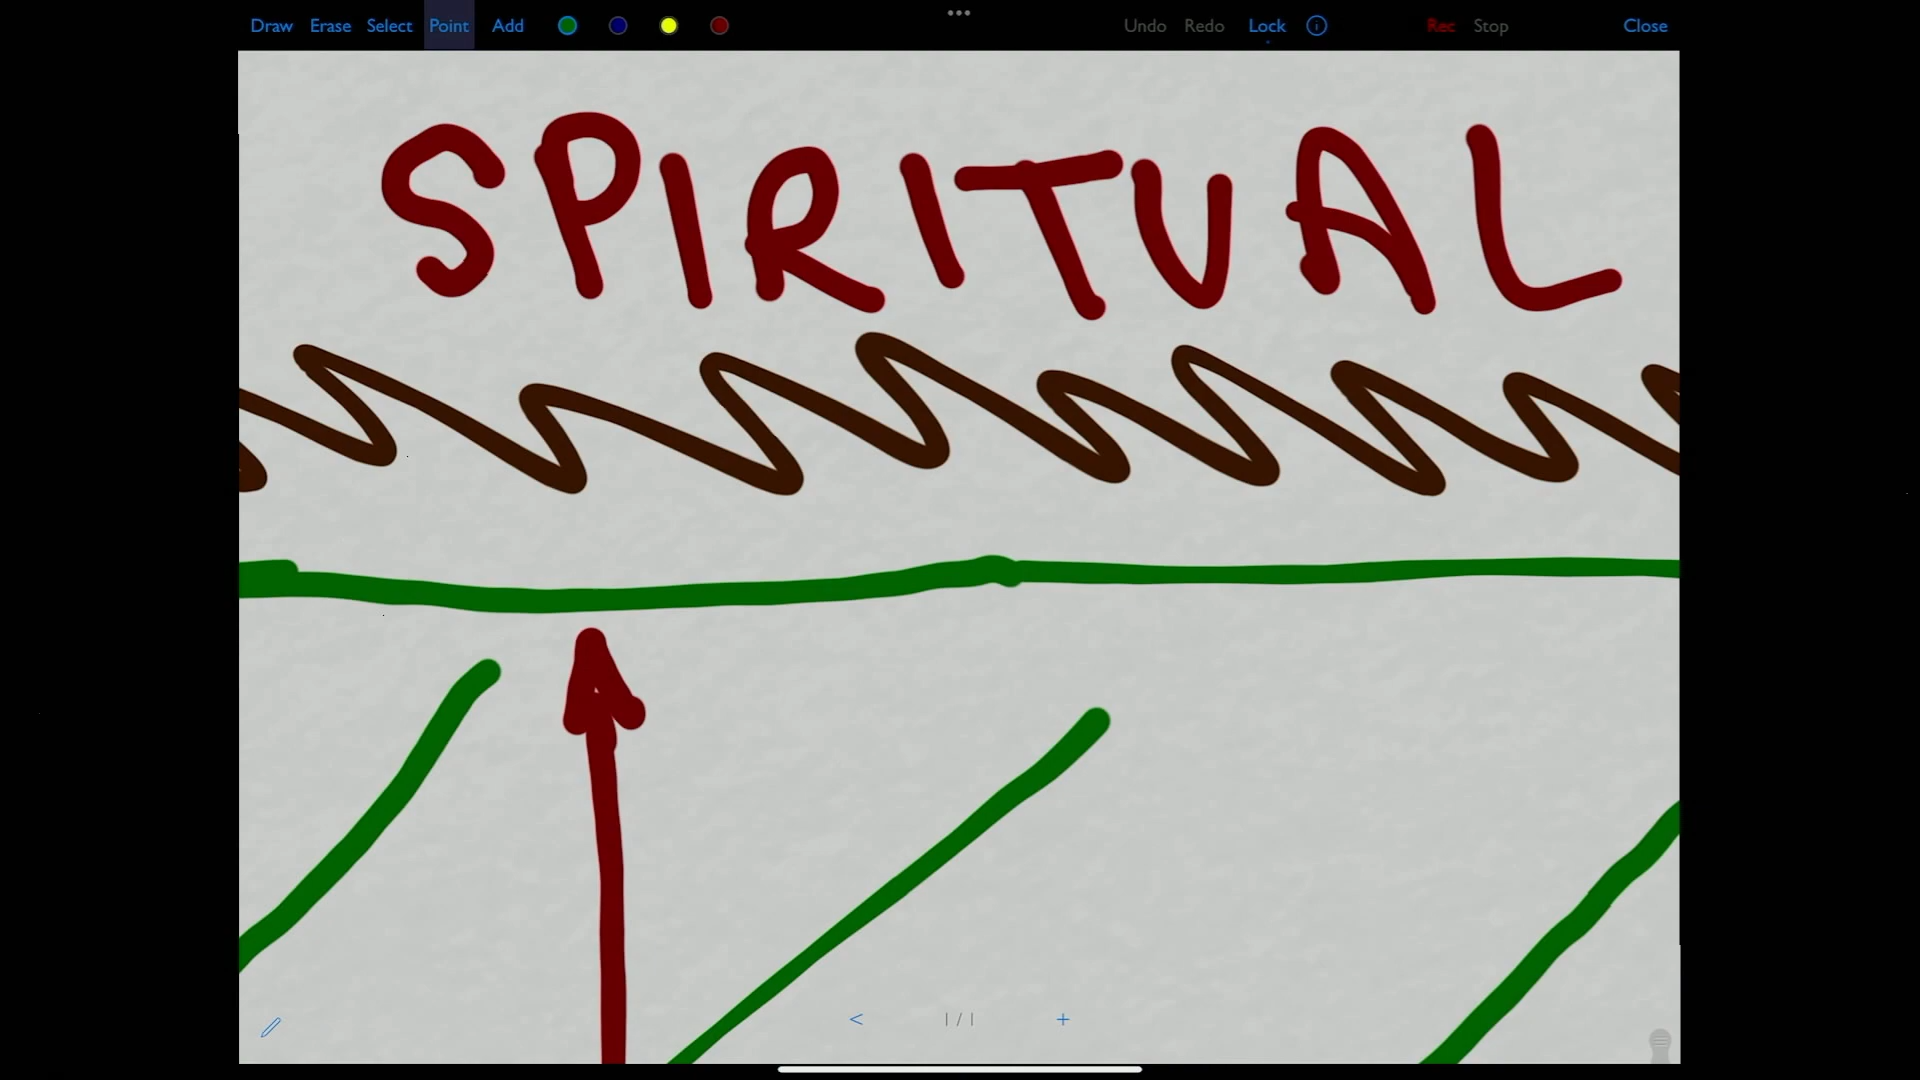 Draw Erase Select Point Add Undo Redo Lock Rec Stop Close
SPIRITUAL
< 1 / 1 +